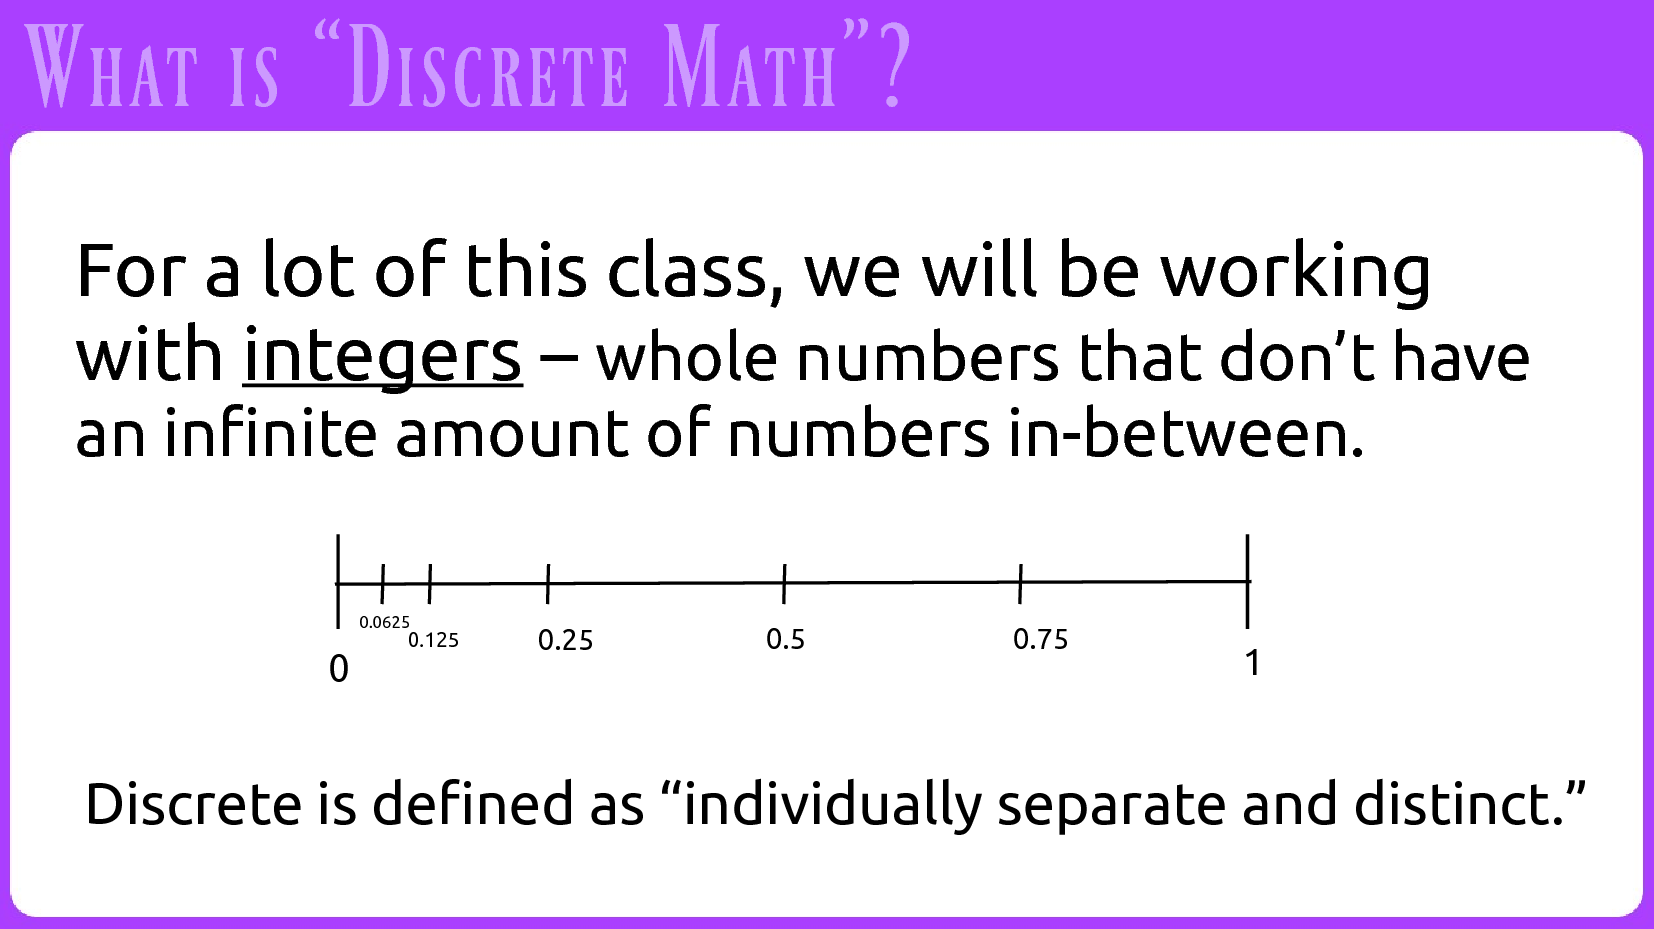 What is “Discrete Math”?
For a lot of this class, we will be working
with integers – whole numbers that don’t have
an infinite amount of numbers in-between.
0 0.0625 0.125 0.25 0.5 0.75 1
Discrete is defined as “individually separate and distinct.”